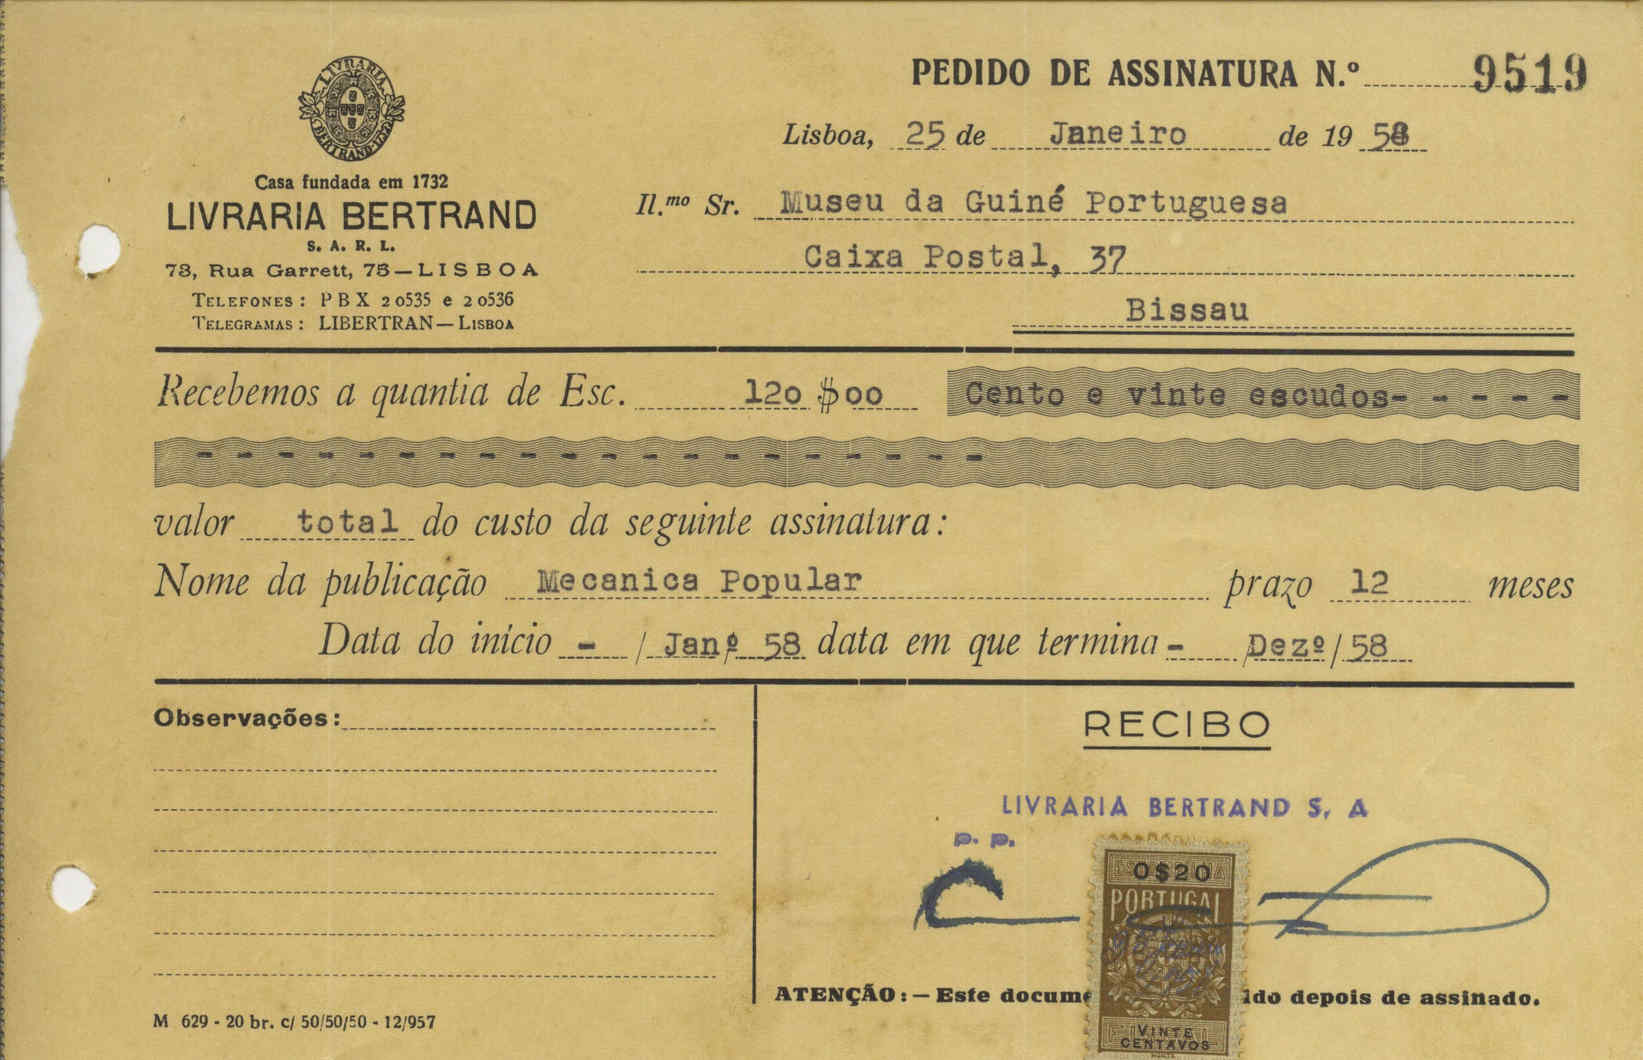 LIVRARIA
BERTRAND-1732
Casa fundada em 1732
LIVRARIA BERTRAND
S. A. R. L.
73, Rua Garrett, 75 — LISBOA
TELEFONES: PBX 20535 e 20536
TELEGRAMAS: LIBERTRAN — LISBOA
PEDIDO DE ASSINATURA N.º 9519
Lisboa, 25 de Janeiro de 19 58
Il.mo Sr. Museu da Guiné Portuguesa
Caixa Postal, 37
Bissau
Recebemos a quantia de Esc. 120$00 Cento e vinte escudos- - - - -
- - - - - - - - - - - - - - - - - - - -
valor total do custo da seguinte assinatura:
Nome da publicação Mecanica Popular prazo 12 meses
Data do início - / Janº 58 data em que termina - Dezº/58
Observações:
RECIBO
LIVRARIA BERTRAND S, A
p. p.
0$20
PORTUGAL
VINTE
CENTAVOS
ATENÇÃO: — Este docum ido depois de assinado.
M 629 - 20 br. c/ 50/50/50 - 12/957